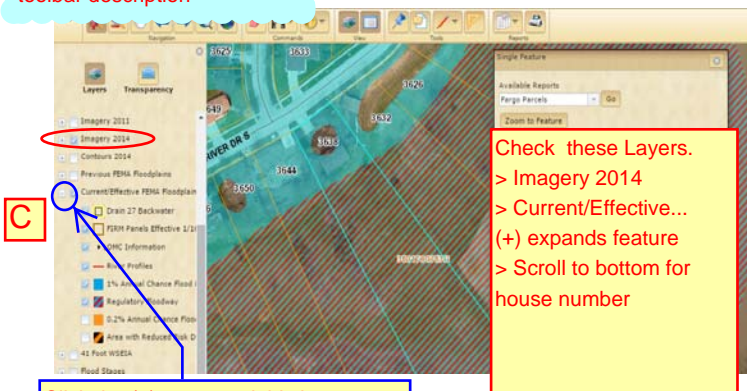 toolbar description
Navigation
Commands
View
Tools
Reports
Layers Transparency
Imagery 2011
Imagery 2014
Contours 2014
Previous FEMA Floodplains
Current/Effective FEMA Floodplain
Drain 27 Backwater
FIRM Panels Effective 1/1
LOMC Information
River Profiles
1% Annual Chance Flood
Regulatory Floodway
0.2% Annual Chance Floo
Area with Reduced Risk D
41 Foot WSEIA
Flood Stages
C
3625
3633
3626
649
3632
3638
RIVER DR S
3644
3650
Single Feature
Available Reports
Fargo Parcels
Go
Zoom to Feature
Check these Layers.
> Imagery 2014
> Current/Effective...
(+) expands feature
> Scroll to bottom for
house number